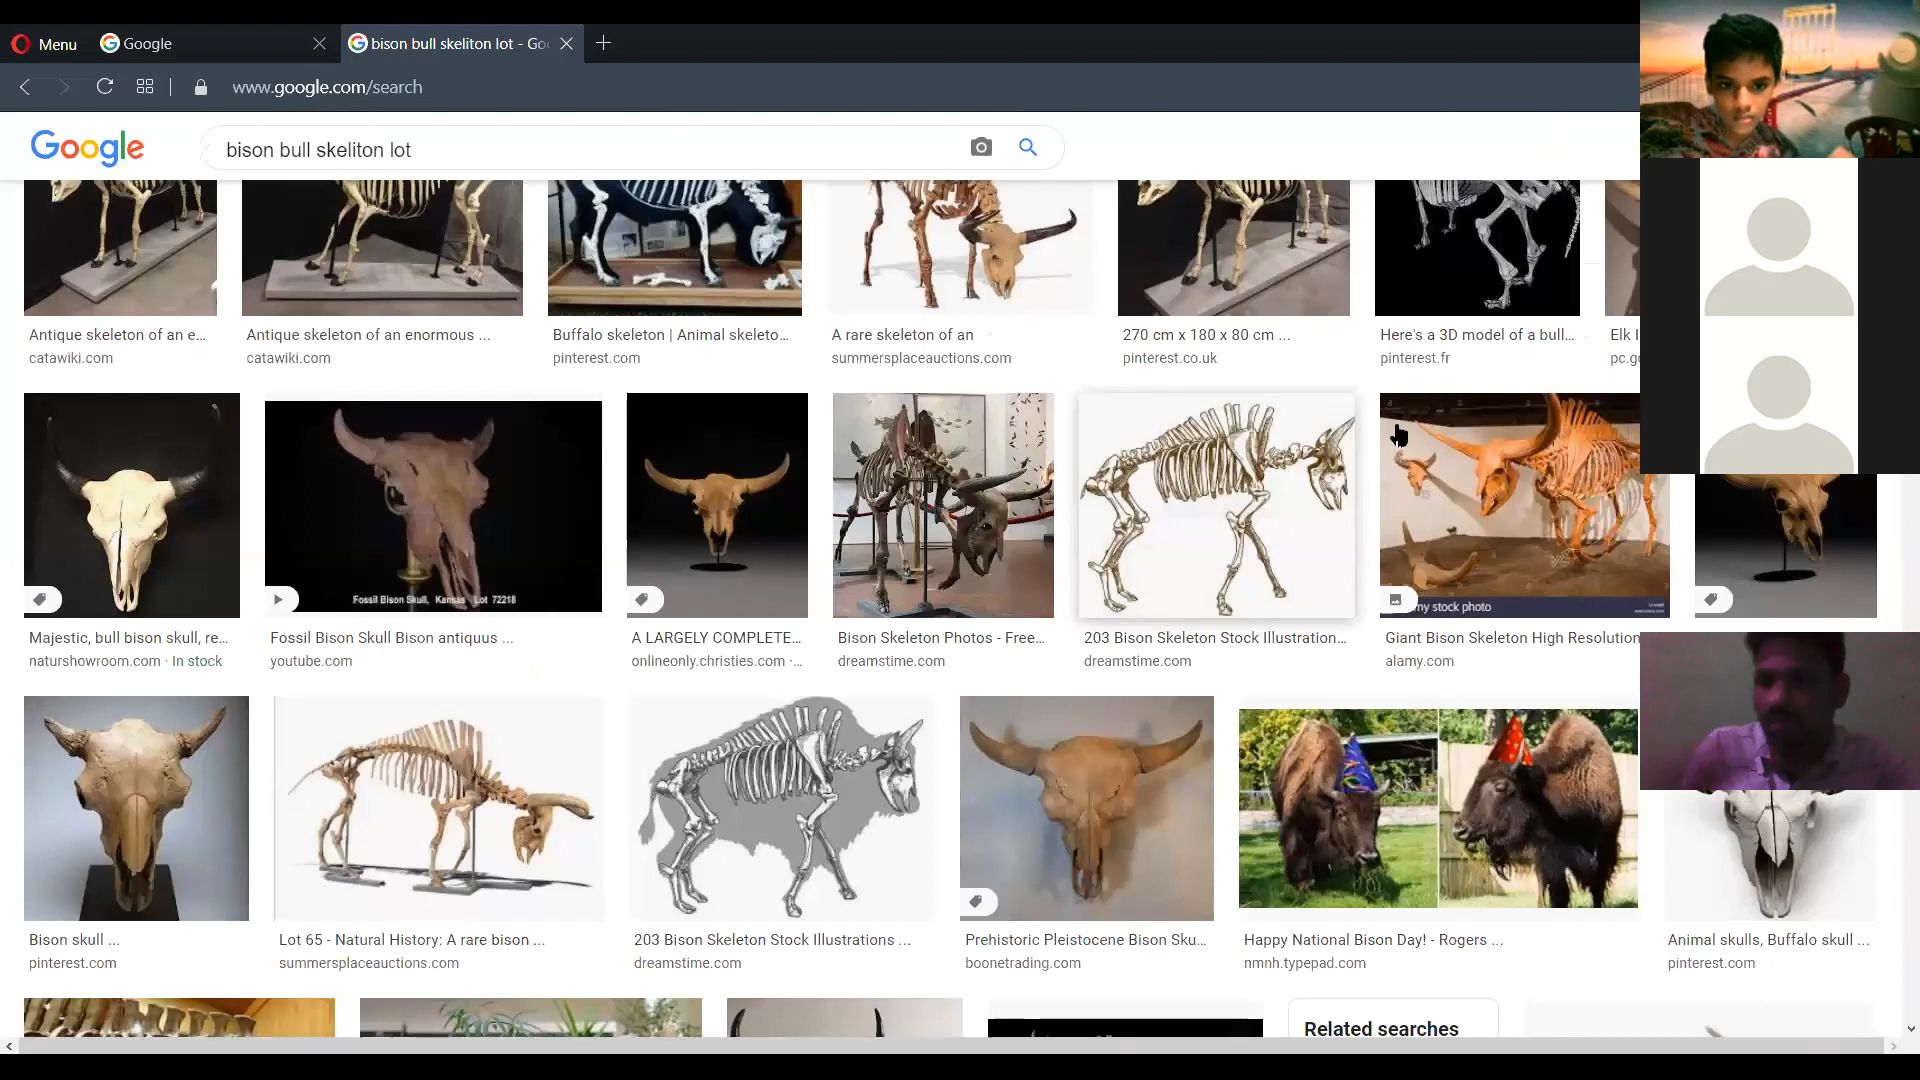 Menu
Google
bison bull skeliton lot - Goo
www.google.com/search
Google
bison bull skeliton lot
Antique skeleton of an e...
Antique skeleton of an enormous ...
Buffalo skeleton | Animal skeleto...
A rare skeleton of an
270 cm x 180 x 80 cm ...
Here's a 3D model of a bull...
Elk
catawiki.com
catawiki.com
pinterest.com
summersplaceauctions.com
pinterest.co.uk
pinterest.fr
pc.g
Fossil Bison Skull, Kansas Lot 72218
my stock photo
Majestic, bull bison skull, re...
Fossil Bison Skull Bison antiquus ...
A LARGELY COMPLETE...
Bison Skeleton Photos - Free...
203 Bison Skeleton Stock Illustration...
Giant Bison Skeleton High Resolution
naturshowroom.com · In stock
youtube.com
onlineonly.christies.com ·...
dreamstime.com
dreamstime.com
alamy.com
Bison skull ...
Lot 65 - Natural History: A rare bison ...
203 Bison Skeleton Stock Illustrations ...
Prehistoric Pleistocene Bison Sku...
Happy National Bison Day! - Rogers ...
Animal skulls, Buffalo skull ...
pinterest.com
summersplaceauctions.com
dreamstime.com
boonetrading.com
nmnh.typepad.com
pinterest.com
Related searches